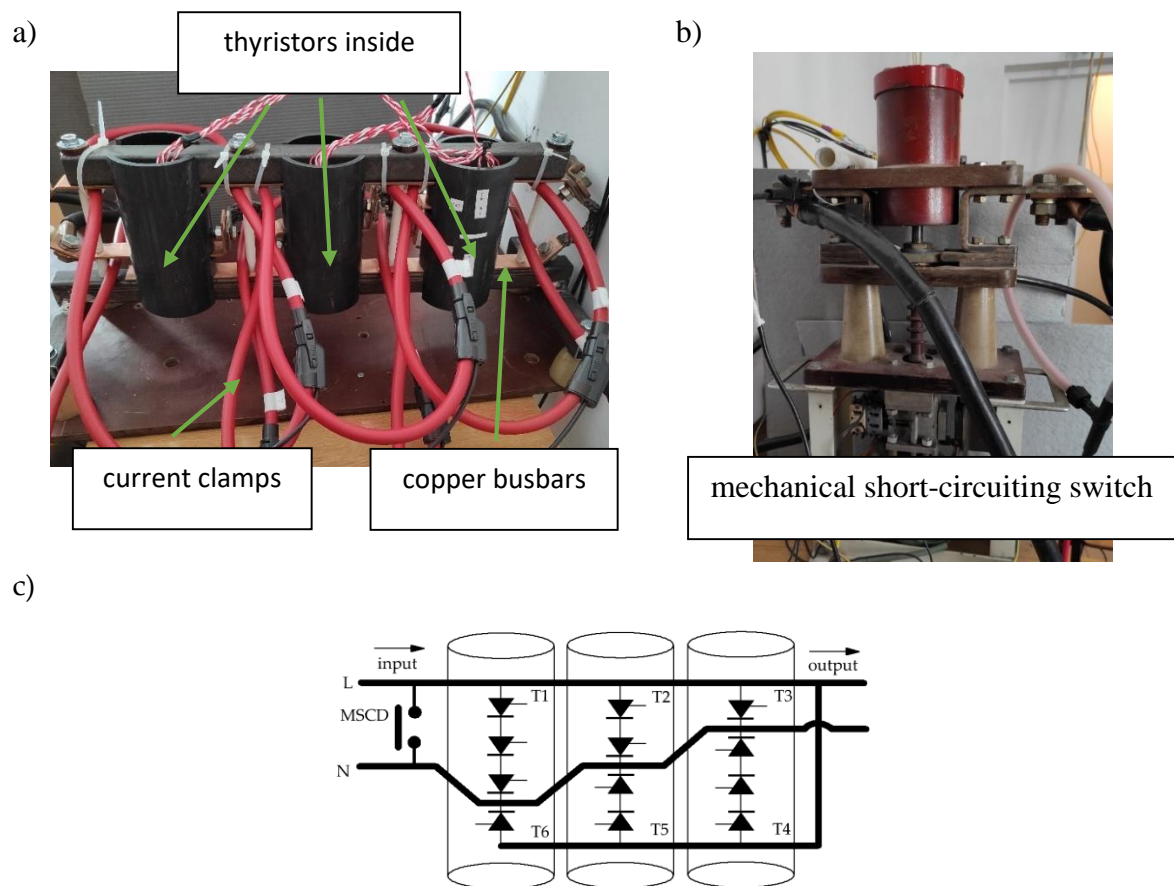 a)
thyristors inside
b)
current clamps
copper busbars
mechanical short-circuiting switch
c)
input
output
L
T1
T2
T3
MSCD
N
T6
T5
T4